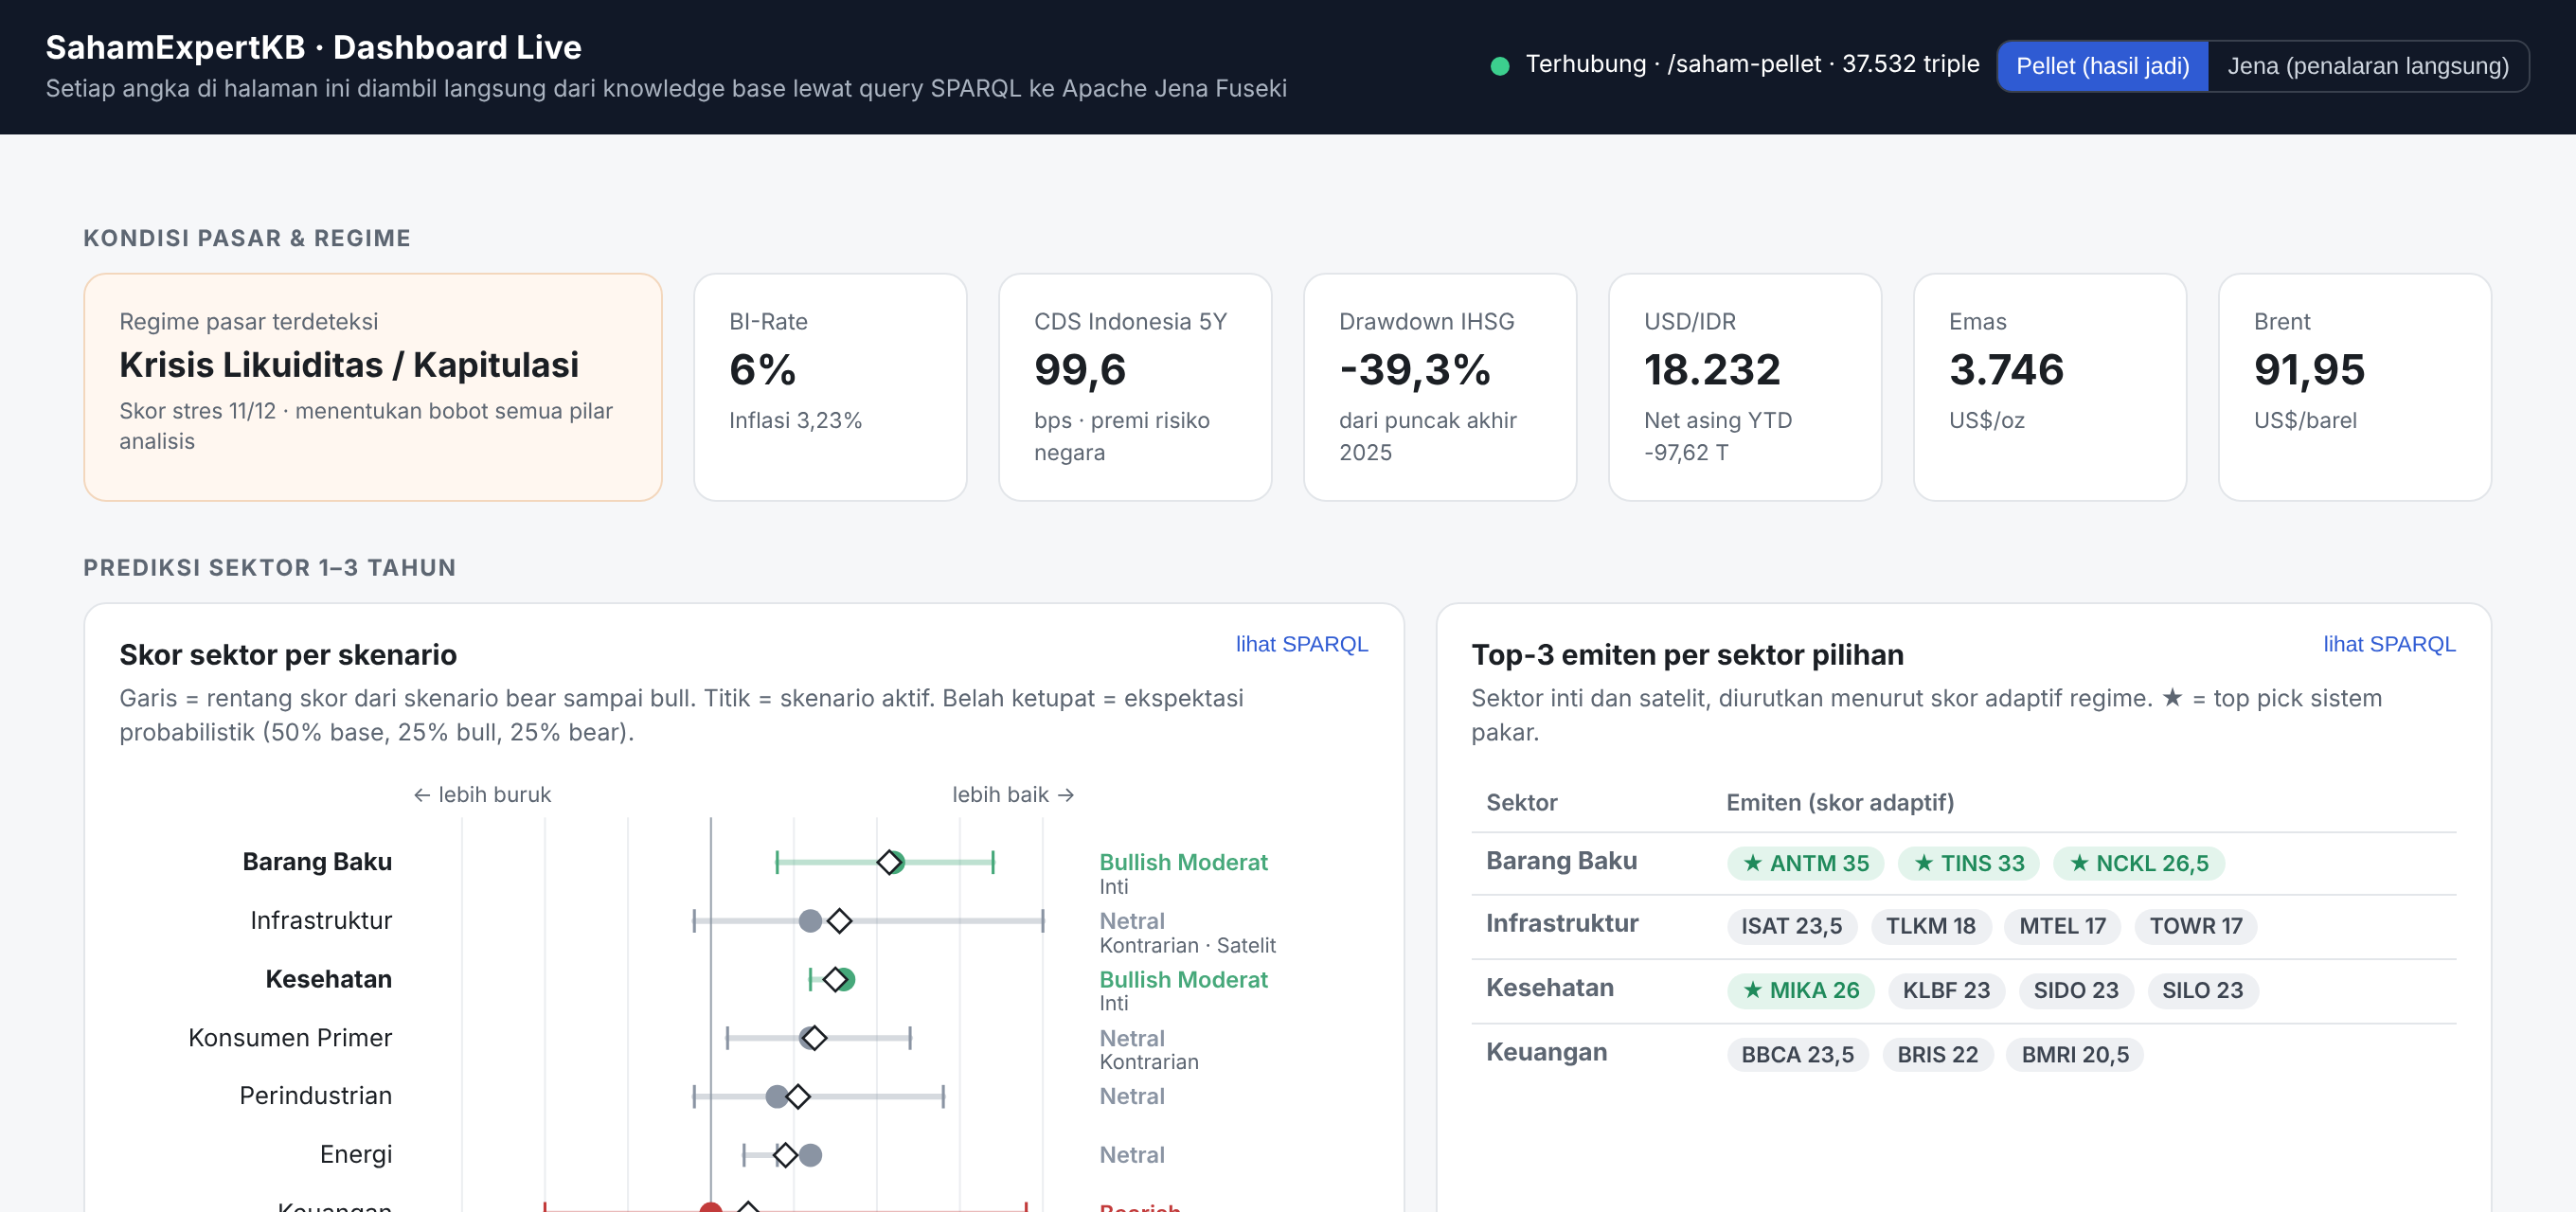 SahamExpertKB · Dashboard Live
Setiap angka di halaman ini diambil langsung dari knowledge base lewat query SPARQL ke Apache Jena Fuseki
Terhubung · /saham-pellet · 37.532 triple
Pellet (hasil jadi)
Jena (penalaran langsung)
KONDISI PASAR & REGIME
Regime pasar terdeteksi
Krisis Likuiditas / Kapitulasi
Skor stres 11/12 · menentukan bobot semua pilar
analisis
BI-Rate
6%
Inflasi 3,23%
CDS Indonesia 5Y
99,6
bps · premi risiko
negara
Drawdown IHSG
-39,3%
dari puncak akhir
2025
USD/IDR
18.232
Net asing YTD
-97,62 T
Emas
3.746
US$/oz
Brent
91,95
US$/barel
PREDIKSI SEKTOR 1–3 TAHUN
Skor sektor per skenario
lihat SPARQL
Garis = rentang skor dari skenario bear sampai bull. Titik = skenario aktif. Belah ketupat = ekspektasi
probabilistik (50% base, 25% bull, 25% bear).
← lebih buruk
lebih baik →
Barang Baku
Bullish Moderat
Inti
Infrastruktur
Netral
Kontrarian · Satelit
Kesehatan
Bullish Moderat
Inti
Konsumen Primer
Netral
Kontrarian
Perindustrian
Netral
Energi
Netral
Keuangan
Bearish
Top-3 emiten per sektor pilihan
lihat SPARQL
Sektor inti dan satelit, diurutkan menurut skor adaptif regime. ★ = top pick sistem
pakar.
Sektor
Emiten (skor adaptif)
Barang Baku
★ ANTM 35
★ TINS 33
★ NCKL 26,5
Infrastruktur
ISAT 23,5
TLKM 18
MTEL 17
TOWR 17
Kesehatan
★ MIKA 26
KLBF 23
SIDO 23
SILO 23
Keuangan
BBCA 23,5
BRIS 22
BMRI 20,5